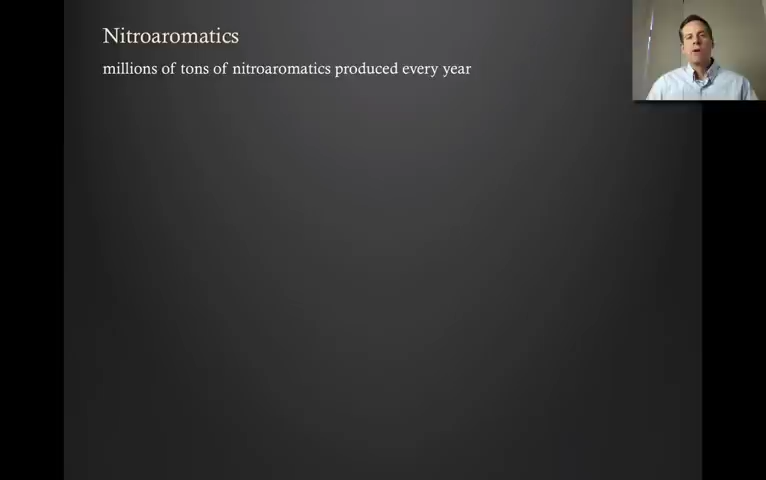 Nitroaromatics
millions of tons of nitroaromatics produced every year